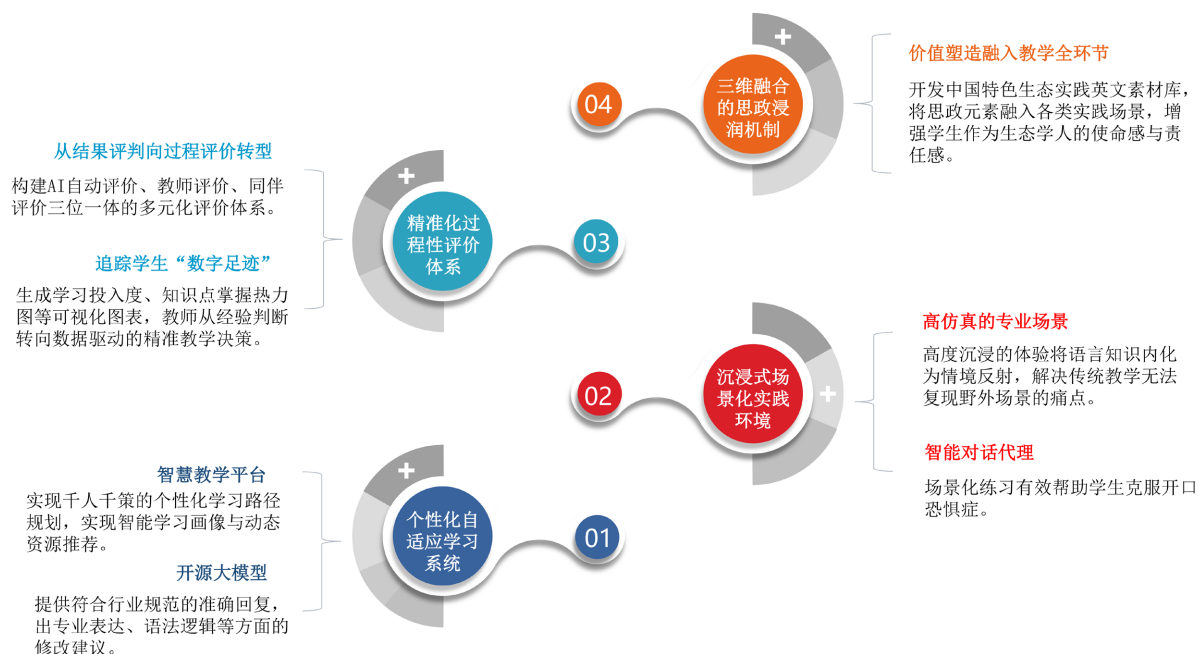 04
三维融合
的思政浸
润机制
价值塑造融入教学全环节
开发中国特色生态实践英文素材库，
将思政元素融入各类实践场景，增
强学生作为生态学人的使命感与责
任感。
从结果评判向过程评价转型
构建AI自动评价、教师评价、同伴
评价三位一体的多元化评价体系。
追踪学生“数字足迹”
生成学习投入度、知识点掌握热力
图等可视化图表，教师从经验判断
转向数据驱动的精准教学决策。
精准化过
程性评价
体系
03
02
沉浸式场
景化实践
环境
高仿真的专业场景
高度沉浸的体验将语言知识内化
为情境反射，解决传统教学无法
复现野外场景的痛点。
智能对话代理
场景化练习有效帮助学生克服开口
恐惧症。
智慧教学平台
实现千人千策的个性化学习路径
规划，实现智能学习画像与动态
资源推荐。
开源大模型
提供符合行业规范的准确回复，
出专业表达、语法逻辑等方面的
修改建议。
个性化自
适应学习
系统
01